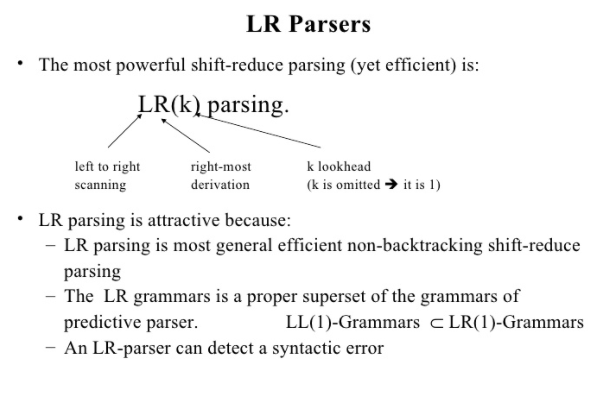 LR Parsers
• The most powerful shift-reduce parsing (yet efficient) is:
LR(k) parsing.
left to right right-most k lookhead
scanning derivation (k is omitted ➔ it is 1)
• LR parsing is attractive because:
– LR parsing is most general efficient non-backtracking shift-reduce
parsing
– The LR grammars is a proper superset of the grammars of
predictive parser. LL(1)-Grammars ⊂ LR(1)-Grammars
– An LR-parser can detect a syntactic error